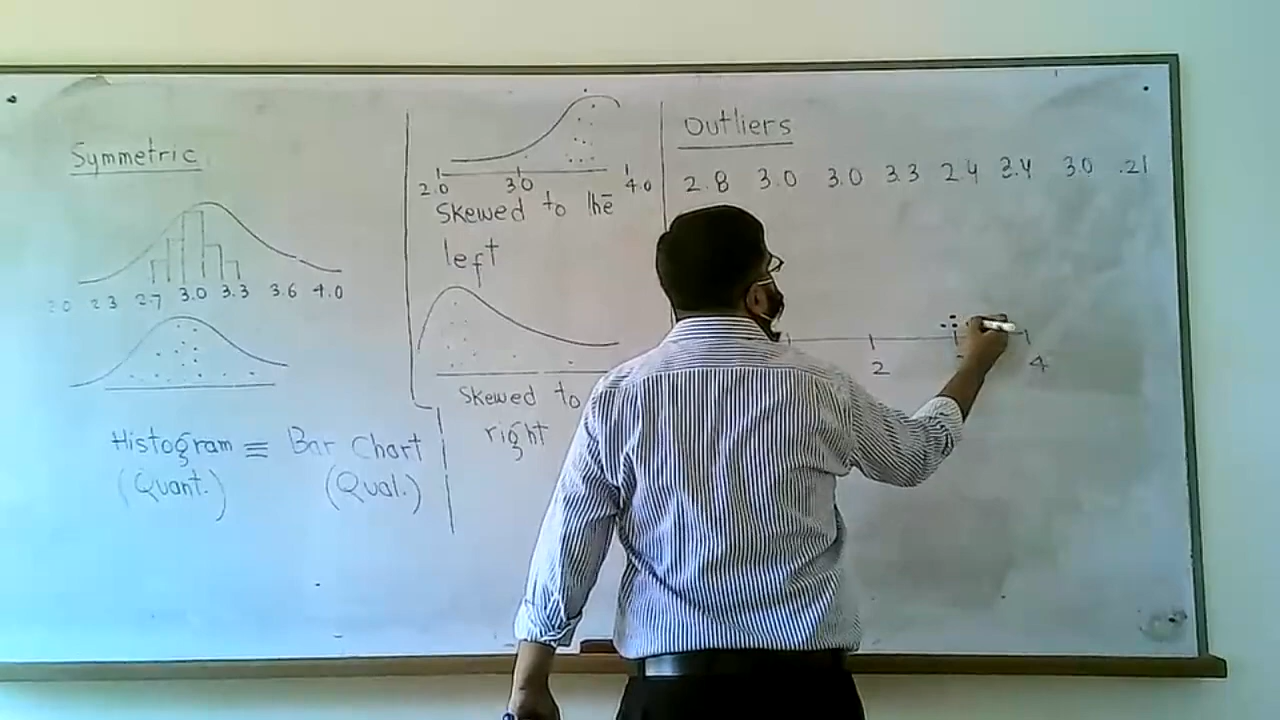 Symmetric
2.0 2.3 2.7 3.0 3.3 3.6 4.0
Histogram ≡ Bar Chart
(Quant.) (Qual.)
2.0 3.0 4.0
Skewed to the
left
Skewed to
right
Outliers
2.8 3.0 3.0 3.3 2.4 3.4 3.0 .21
2 4